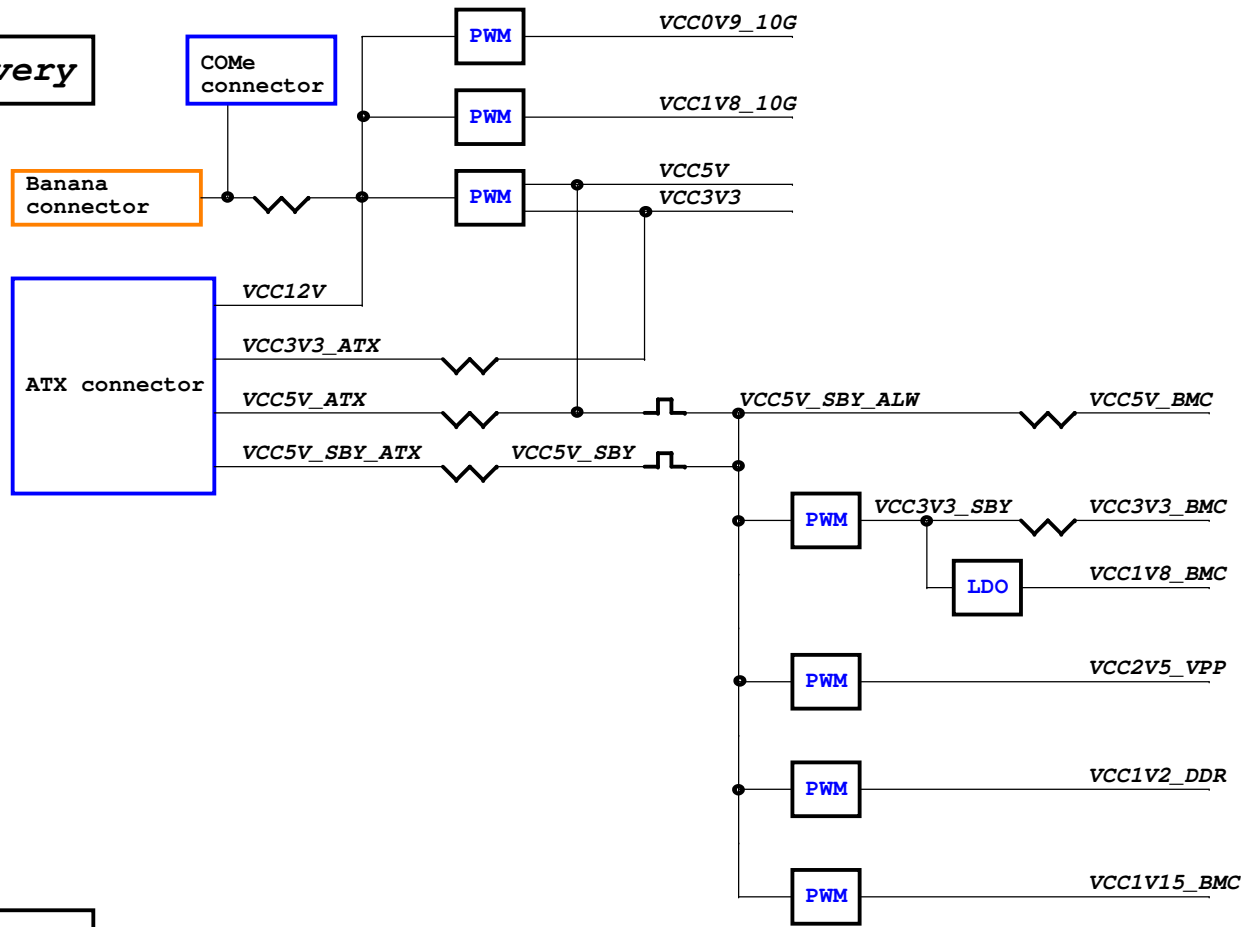 VCC0V9_10G
PWM
very
COMe
connector
VCC1V8_10G
PWM
VCC5V
Banana
connector
PWM
VCC3V3
VCC12V
VCC3V3_ATX
ATX connector
VCC5V_ATX
VCC5V_SBY_ALW
VCC5V_BMC
VCC5V_SBY_ATX
VCC5V_SBY
VCC3V3_SBY
VCC3V3_BMC
PWM
LDO
VCC1V8_BMC
PWM
VCC2V5_VPP
PWM
VCC1V2_DDR
PWM
VCC1V15_BMC